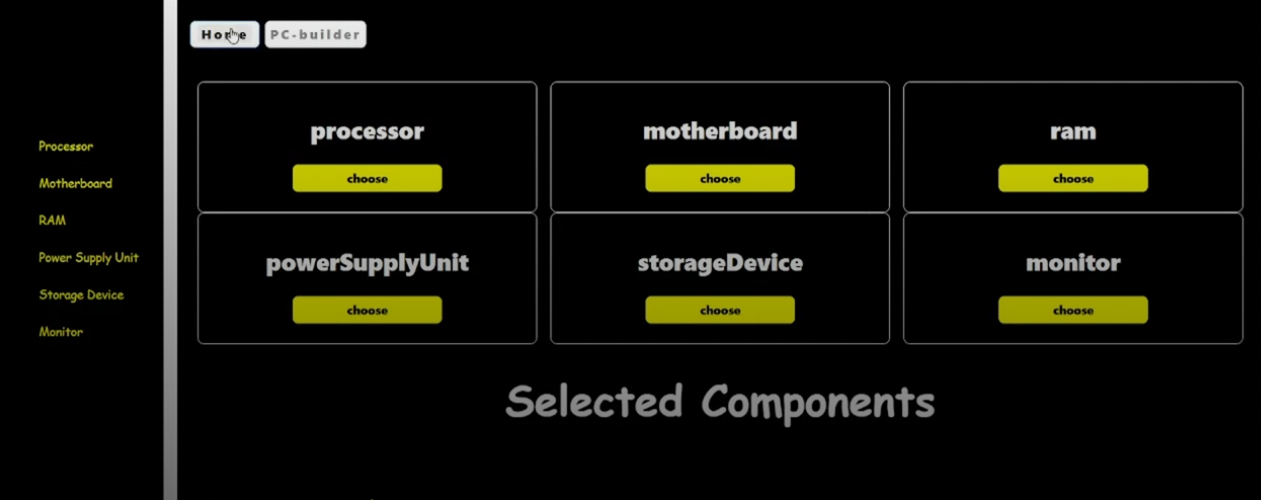 Home PC-builder
Processor
Motherboard
RAM
Power Supply Unit
Storage Device
Monitor
processor
choose
motherboard
choose
ram
choose
powerSupplyUnit
choose
storageDevice
choose
monitor
choose
Selected Components